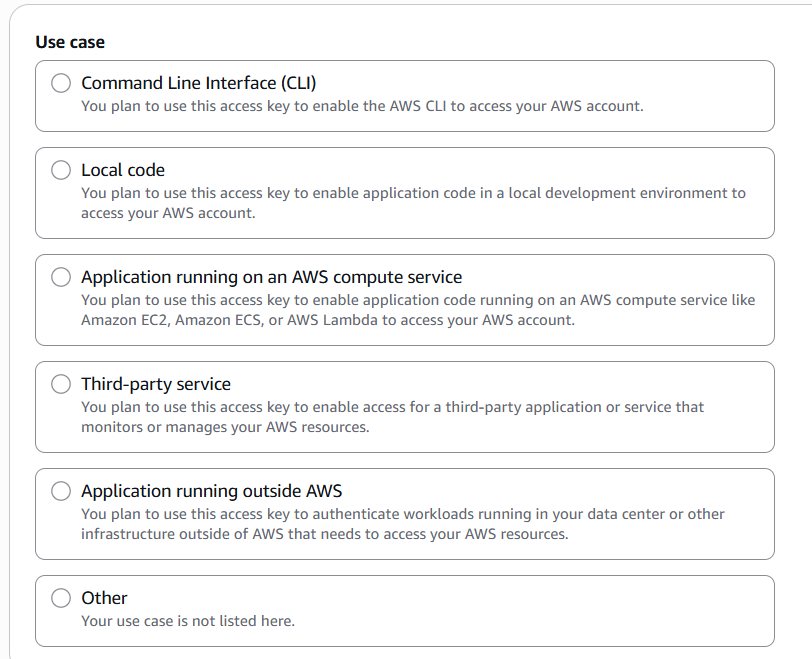 Use case
Command Line Interface (CLI)
You plan to use this access key to enable the AWS CLI to access your AWS account.
Local code
You plan to use this access key to enable application code in a local development environment to
access your AWS account.
Application running on an AWS compute service
You plan to use this access key to enable application code running on an AWS compute service like
Amazon EC2, Amazon ECS, or AWS Lambda to access your AWS account.
Third-party service
You plan to use this access key to enable access for a third-party application or service that
monitors or manages your AWS resources.
Application running outside AWS
You plan to use this access key to authenticate workloads running in your data center or other
infrastructure outside of AWS that needs to access your AWS resources.
Other
Your use case is not listed here.